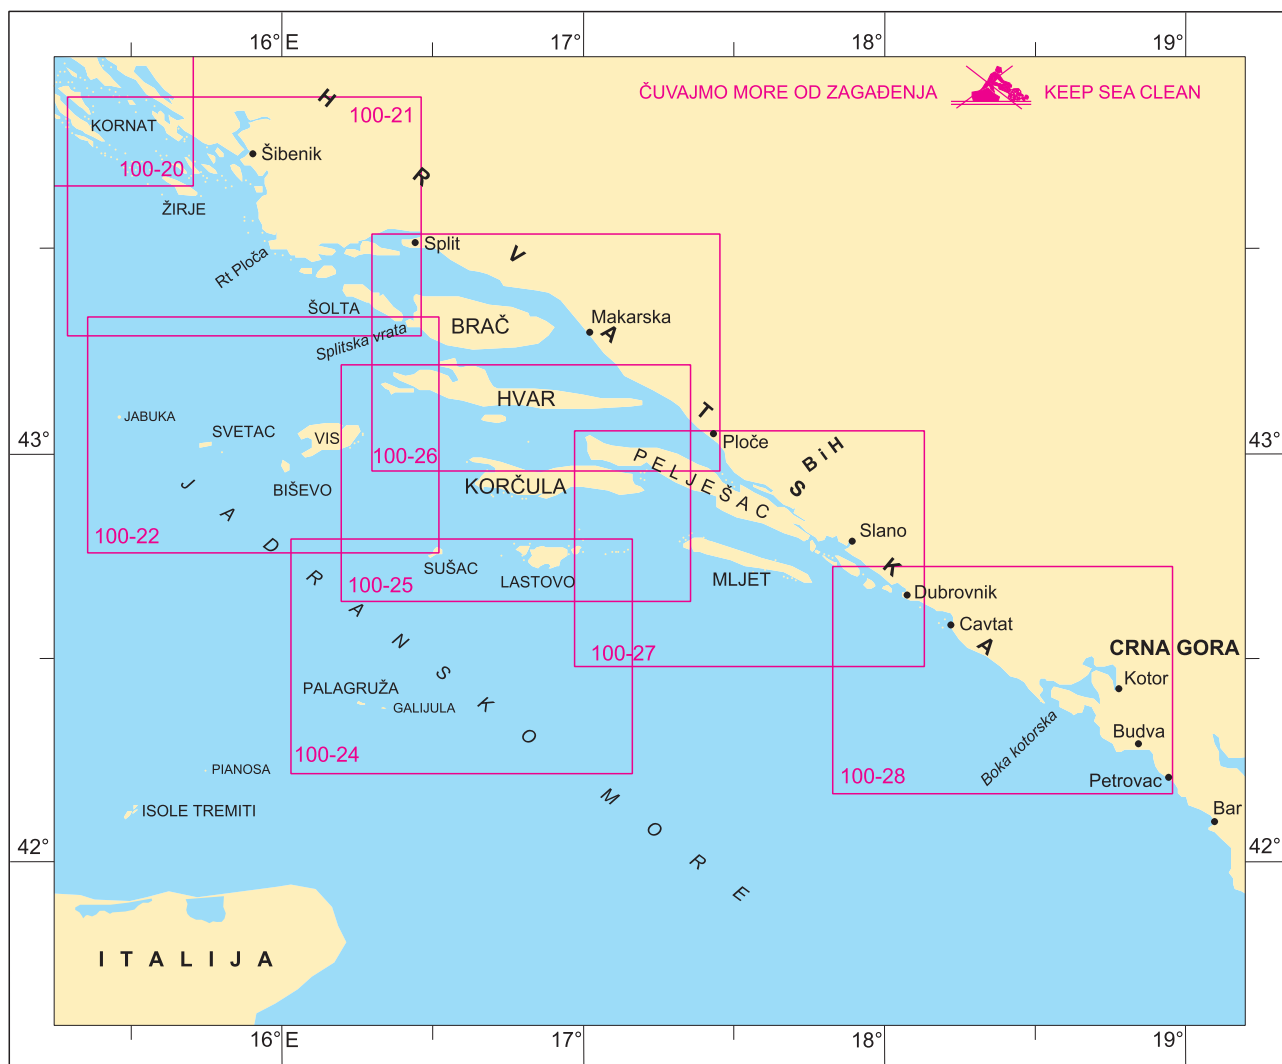 16°E 17° 18° 19°
ČUVAJMO MORE OD ZAGAĐENJA KEEP SEA CLEAN
H
100-21
KORNAT
Šibenik
100-20
R
ŽIRJE
Split
V
Rt Ploča
ŠOLTA
BRAČ
Makarska
A
Splitska vrata
HVAR
T
JABUKA
SVETAC
VIS
Ploče
43° 43°
100-26
PELJEŠAC
BiH
BIŠEVO
KORČULA
S
JADRANSKO MORE
100-22
Slano
SUŠAC
LASTOVO
MLJET
K
100-25
Dubrovnik
Cavtat
A
100-27
CRNA GORA
Kotor
PALAGRUŽA
GALIJULA
Budva
Boka kotorska
100-24
PIANOSA
100-28
Petrovac
ISOLE TREMITI
Bar
42° 42°
ITALIJA
16°E 17° 18° 19°